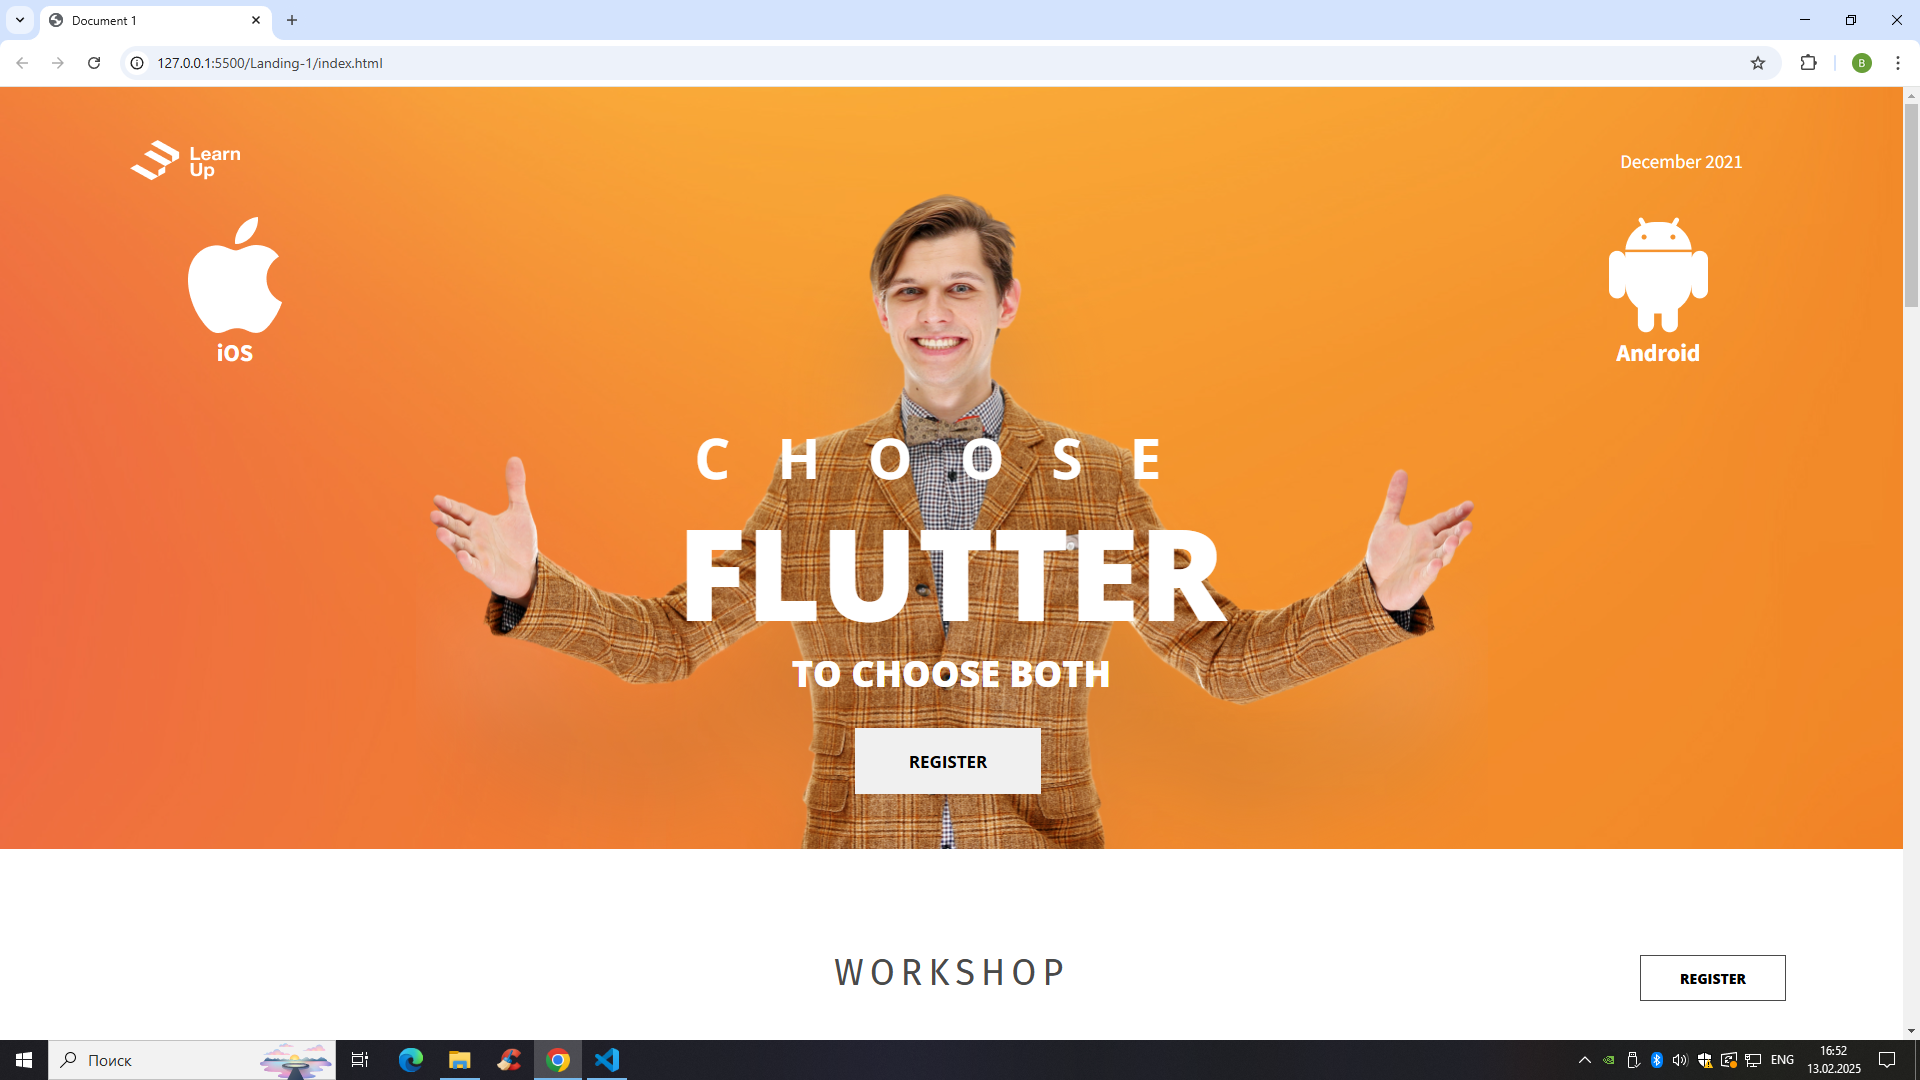 Document 1
127.0.0.1:5500/Landing-1/index.html
B
Learn
Up
December 2021
iOS
Android
CHOOSE
FLUTTER
TO CHOOSE BOTH
REGISTER
WORKSHOP
REGISTER
Поиск
ENG
16:52
13.02.2025